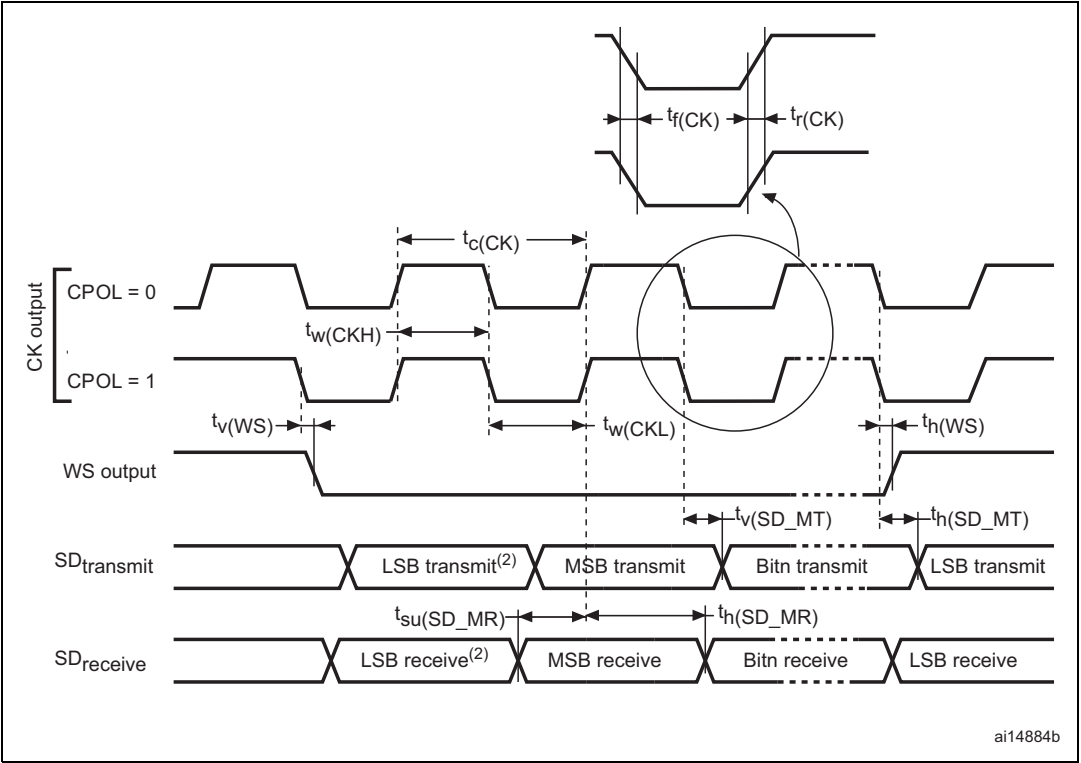 tf(CK)
tr(CK)
tc(CK)
CK output
CPOL = 0
tw(CKH)
CPOL = 1
tv(WS)
tw(CKL)
th(WS)
WS output
tv(SD_MT)
th(SD_MT)
SDtransmit
LSB transmit(2)
MSB transmit
Bitn transmit
LSB transmit
tsu(SD_MR)
th(SD_MR)
SDreceive
LSB receive(2)
MSB receive
Bitn receive
LSB receive
ai14884b